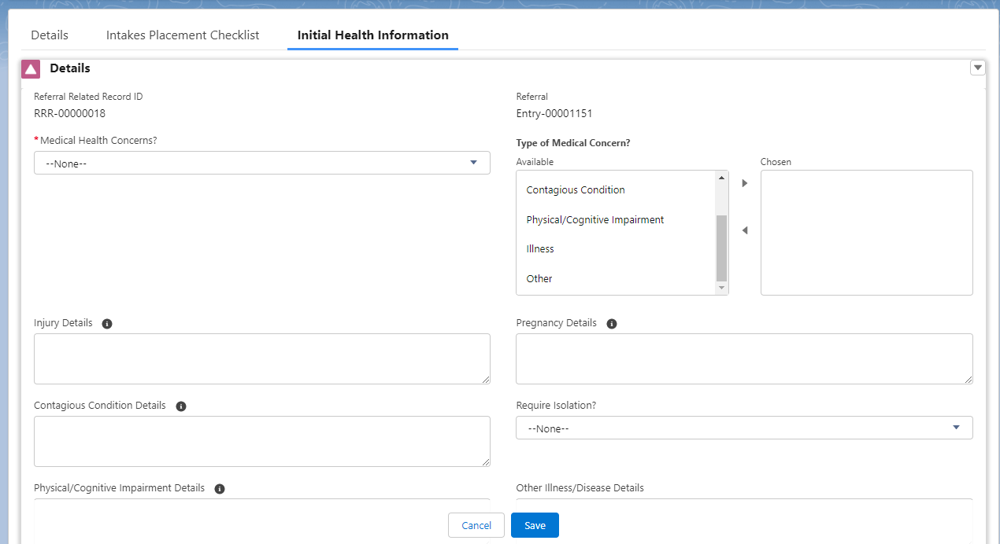 Details Intakes Placement Checklist Initial Health Information
Details
Referral Related Record ID
RRR-00000018
Referral
Entry-00001151
*Medical Health Concerns?
--None--
Type of Medical Concern?
Available
Contagious Condition
Physical/Cognitive Impairment
Illness
Other
Chosen
Injury Details
Pregnancy Details
Contagious Condition Details
Require Isolation?
--None--
Physical/Cognitive Impairment Details
Other Illness/Disease Details
Cancel Save